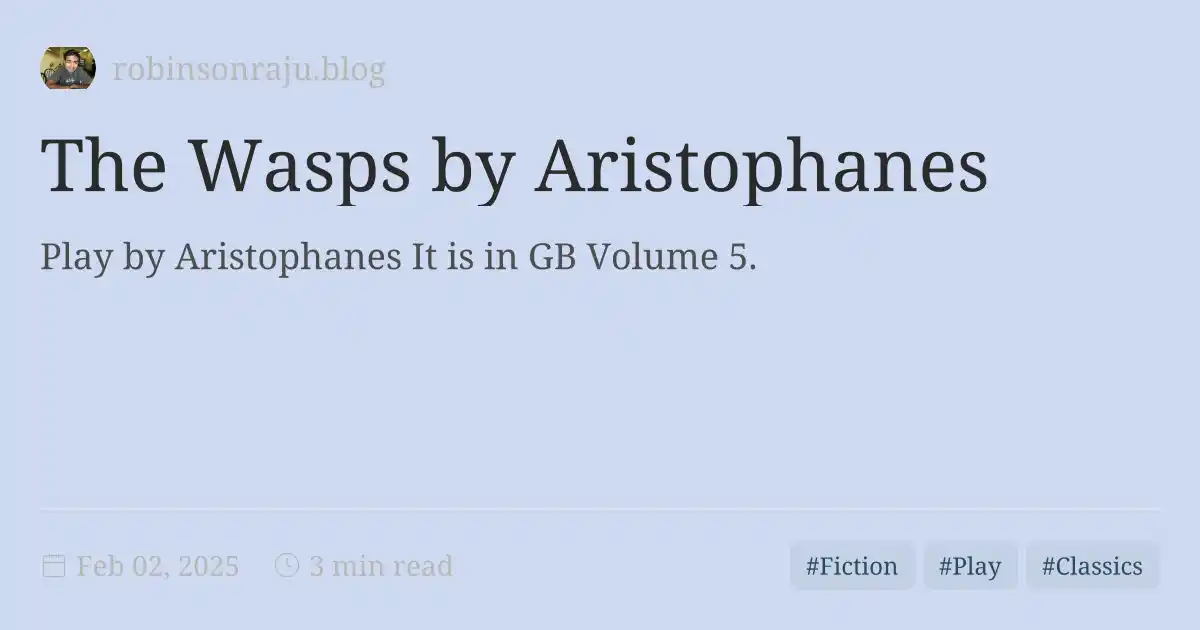 robinsonraju.blog
The Wasps by Aristophanes
Play by Aristophanes It is in GB Volume 5.
Feb 02, 2025 3 min read #Fiction #Play #Classics